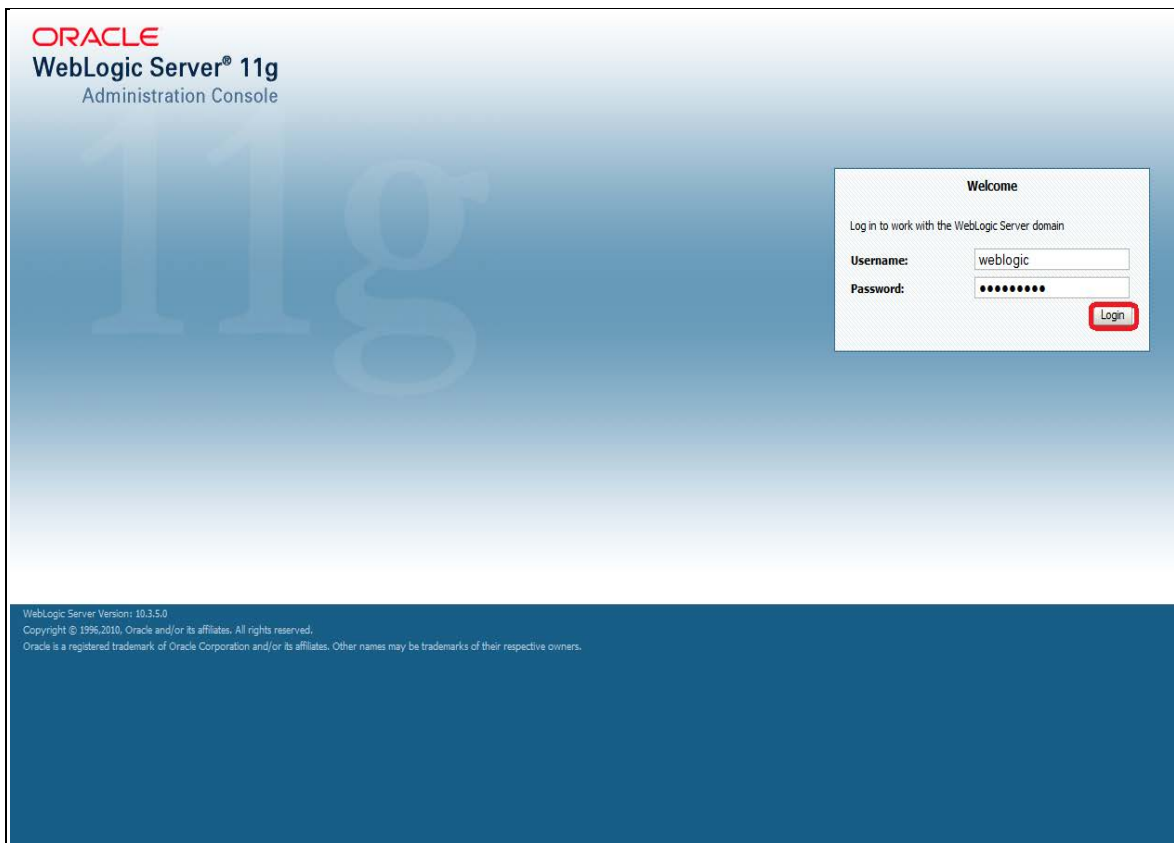 ORACLE
WebLogic Server® 11g
Administration Console
11g
Welcome
Log in to work with the WebLogic Server domain
Username: weblogic
Password: •••••••••
Login
WebLogic Server Version: 10.3.5.0
Copyright © 1996,2010, Oracle and/or its affiliates. All rights reserved.
Oracle is a registered trademark of Oracle Corporation and/or its affiliates. Other names may be trademarks of their respective owners.